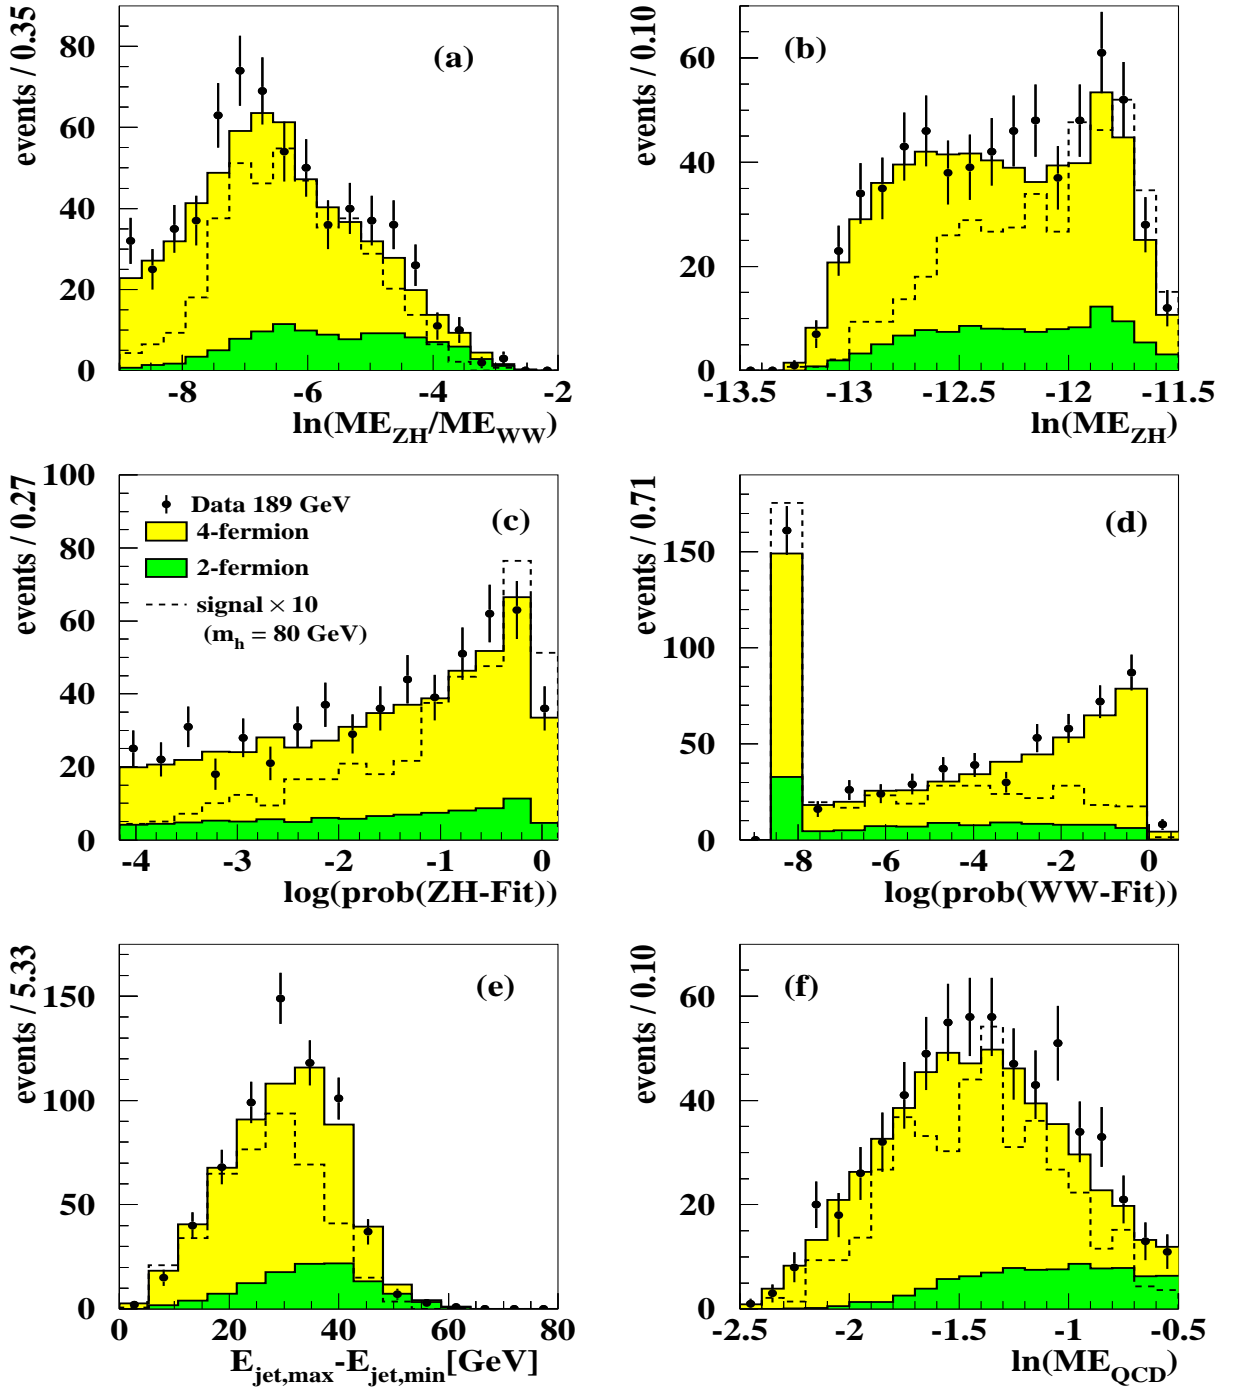 events / 0.35
80
60
40
20
0
(a)
-8 -6 -4 -2
ln(ME_ZH/ME_WW)
events / 0.10
60
40
20
0
(b)
-13.5 -13 -12.5 -12 -11.5
ln(ME_ZH)
events / 0.27
100
80
60
40
20
0
(c)
Data 189 GeV
4-fermion
2-fermion
signal × 10
(m_h = 80 GeV)
-4 -3 -2 -1 0
log(prob(ZH-Fit))
events / 0.71
150
100
50
0
(d)
-8 -6 -4 -2 0
log(prob(WW-Fit))
events / 5.33
150
100
50
0
(e)
0 20 40 60 80
E_jet,max-E_jet,min[GeV]
events / 0.10
60
40
20
0
(f)
-2.5 -2 -1.5 -1 -0.5
ln(ME_QCD)